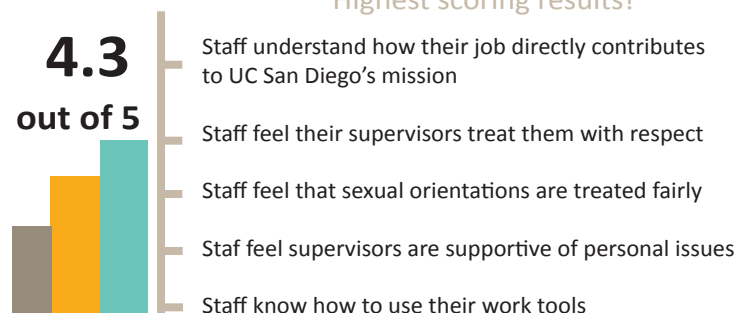 Highest scoring results?
4.3
out of 5
Staff understand how their job directly contributes
to UC San Diego's mission
Staff feel their supervisors treat them with respect
Staff feel that sexual orientations are treated fairly
Staf feel supervisors are supportive of personal issues
Staff know how to use their work tools